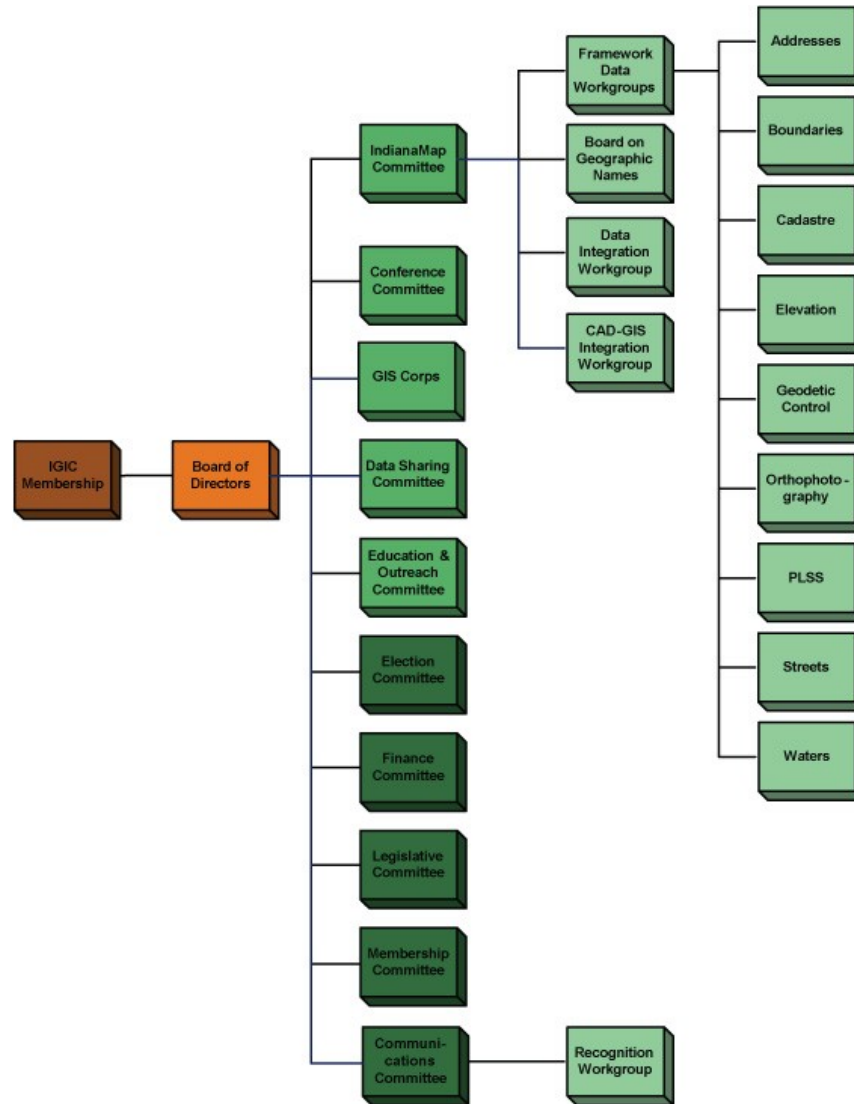 IGIC
Membership
Board of
Directors
IndianaMap
Committee
Conference
Committee
GIS Corps
Data Sharing
Committee
Education &
Outreach
Committee
Election
Committee
Finance
Committee
Legislative
Committee
Membership
Committee
Communi-
cations
Committee
Framework
Data
Workgroups
Board on
Geographic
Names
Data
Integration
Workgroup
CAD-GIS
Integration
Workgroup
Recognition
Workgroup
Addresses
Boundaries
Cadastre
Elevation
Geodetic
Control
Orthophoto-
graphy
PLSS
Streets
Waters